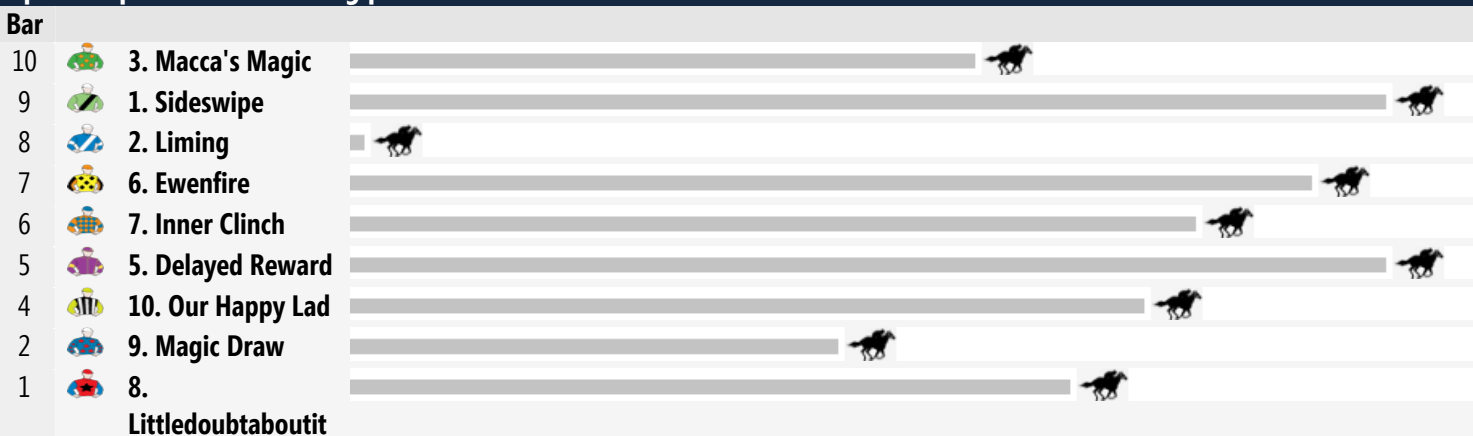 Bar
10 3. Macca's Magic
9 1. Sideswipe
8 2. Liming
7 6. Ewenfire
6 7. Inner Clinch
5 5. Delayed Reward
4 10. Our Happy Lad
2 9. Magic Draw
1 8.
Littledoubtaboutit